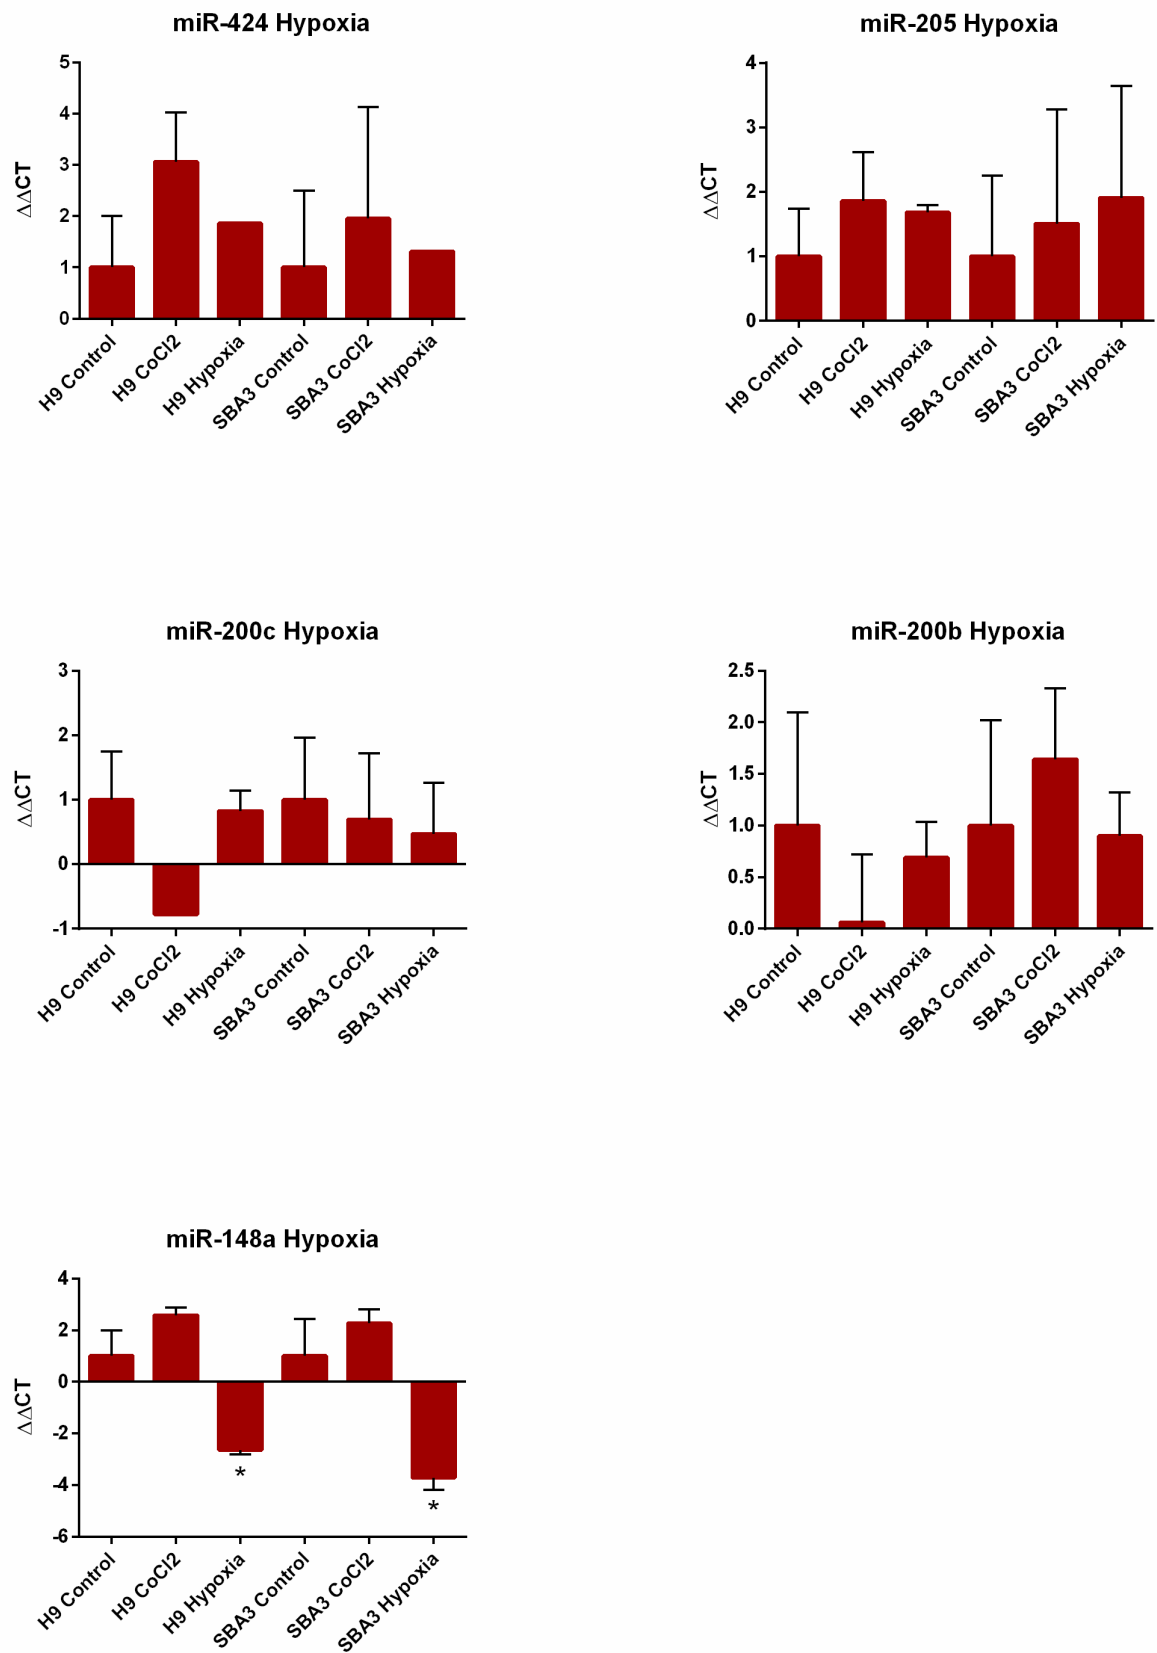 miR-424 Hypoxia
5
4
3
2
1
0
ΔΔCT
H9 Control
H9 CoCl2
H9 Hypoxia
SBA3 Control
SBA3 CoCl2
SBA3 Hypoxia
miR-205 Hypoxia
4
3
2
1
0
ΔΔCT
H9 Control
H9 CoCl2
H9 Hypoxia
SBA3 Control
SBA3 CoCl2
SBA3 Hypoxia
miR-200c Hypoxia
3
2
1
0
-1
ΔΔCT
H9 Control
H9 CoCl2
H9 Hypoxia
SBA3 Control
SBA3 CoCl2
SBA3 Hypoxia
miR-200b Hypoxia
2.5
2.0
1.5
1.0
0.5
0.0
ΔΔCT
H9 Control
H9 CoCl2
H9 Hypoxia
SBA3 Control
SBA3 CoCl2
SBA3 Hypoxia
miR-148a Hypoxia
4
2
0
-2
-4
-6
ΔΔCT
*
*
H9 Control
H9 CoCl2
H9 Hypoxia
SBA3 Control
SBA3 CoCl2
SBA3 Hypoxia